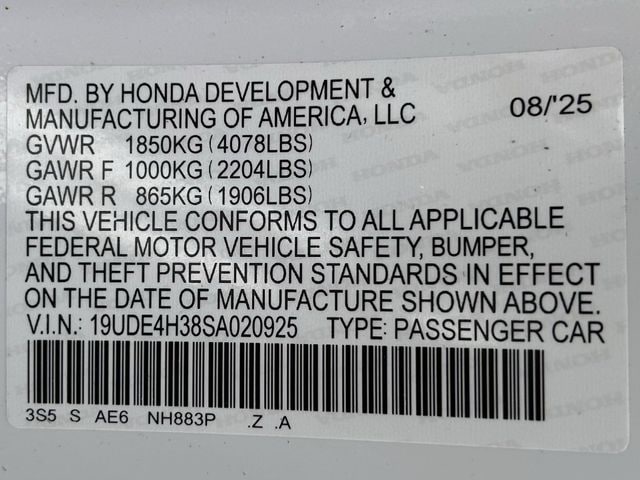 MFD. BY HONDA DEVELOPMENT &
MANUFACTURING OF AMERICA, LLC 08/'25
GVWR 1850KG (4078LBS)
GAWR F 1000KG (2204LBS)
GAWR R 865KG (1906LBS)
THIS VEHICLE CONFORMS TO ALL APPLICABLE
FEDERAL MOTOR VEHICLE SAFETY, BUMPER,
AND THEFT PREVENTION STANDARDS IN EFFECT
ON THE DATE OF MANUFACTURE SHOWN ABOVE.
V.I.N.: 19UDE4H38SA020925 TYPE: PASSENGER CAR
3S5 S AE6 NH883P .Z .A